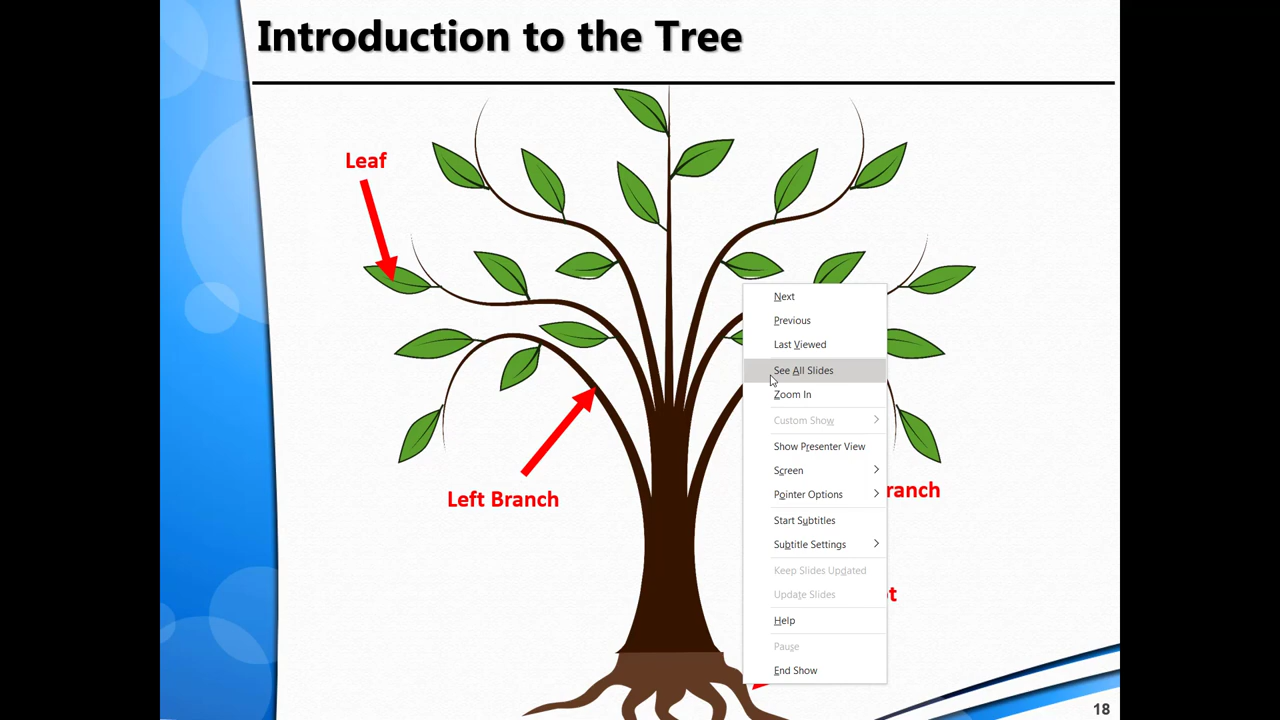 Introduction to the Tree
Leaf
Left Branch
ranch
t
Next
Previous
Last Viewed
See All Slides
Zoom In
Custom Show
Show Presenter View
Screen
Pointer Options
Start Subtitles
Subtitle Settings
Keep Slides Updated
Update Slides
Help
Pause
End Show
18